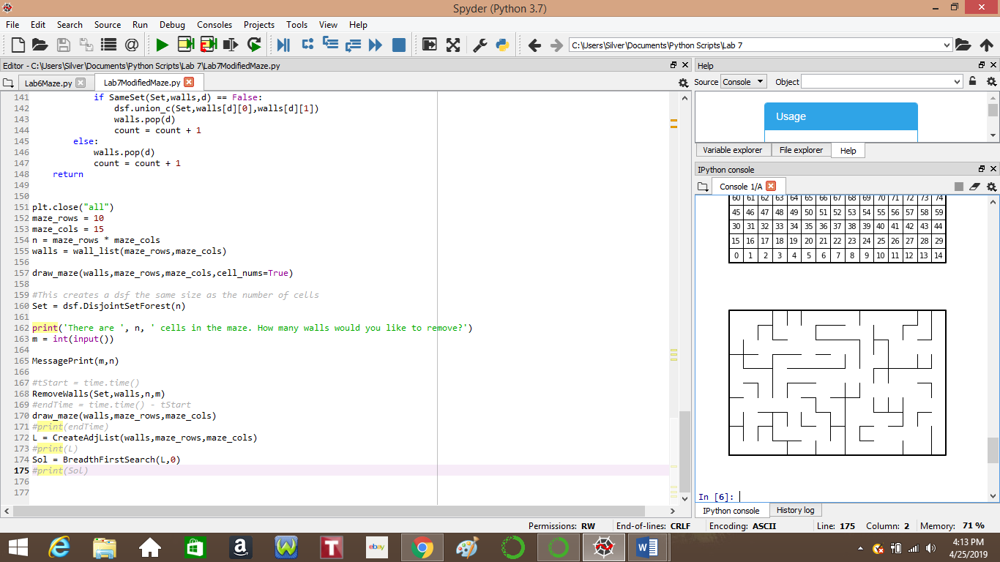 Spyder (Python 3.7)
File Edit Search Source Run Debug Consoles Projects Tools View Help
C:\Users\Silver\Documents\Python Scripts\Lab 7
Editor - C:\Users\Silver\Documents\Python Scripts\Lab 7\Lab7ModifiedMaze.py
Lab6Maze.py Lab7ModifiedMaze.py
141 if SameSet(Set,walls,d) == False:
142 dsf.union_c(Set,walls[d][0],walls[d][1])
143 walls.pop(d)
144 count = count + 1
145 else:
146 walls.pop(d)
147 count = count + 1
148 return
149
150
151 plt.close("all")
152 maze_rows = 10
153 maze_cols = 15
154 n = maze_rows * maze_cols
155 walls = wall_list(maze_rows,maze_cols)
156
157 draw_maze(walls,maze_rows,maze_cols,cell_nums=True)
158
159 #This creates a dsf the same size as the number of cells
160 Set = dsf.DisjointSetForest(n)
161
162 print('There are ', n, ' cells in the maze. How many walls would you like to remove?')
163 m = int(input())
164
165 MessagePrint(m,n)
166
167 #tStart = time.time()
168 RemoveWalls(Set,walls,n,m)
169 #endTime = time.time() - tStart
170 draw_maze(walls,maze_rows,maze_cols)
171 #print(endTime)
172 L = CreateAdjList(walls,maze_rows,maze_cols)
173 #print(L)
174 Sol = BreadthFirstSearch(L,0)
175 #print(Sol)
176
177
Help
Source Console Object
Usage
Variable explorer File explorer Help
IPython console
Console 1/A
60 61 62 63 64 65 66 67 68 69 70 71 72 73 74
45 46 47 48 49 50 51 52 53 54 55 56 57 58 59
30 31 32 33 34 35 36 37 38 39 40 41 42 43 44
15 16 17 18 19 20 21 22 23 24 25 26 27 28 29
0 1 2 3 4 5 6 7 8 9 10 11 12 13 14
In [6]:
IPython console History log
Permissions: RW End-of-lines: CRLF Encoding: ASCII Line: 175 Column: 2 Memory: 71 %
ebay
4:13 PM
4/25/2019